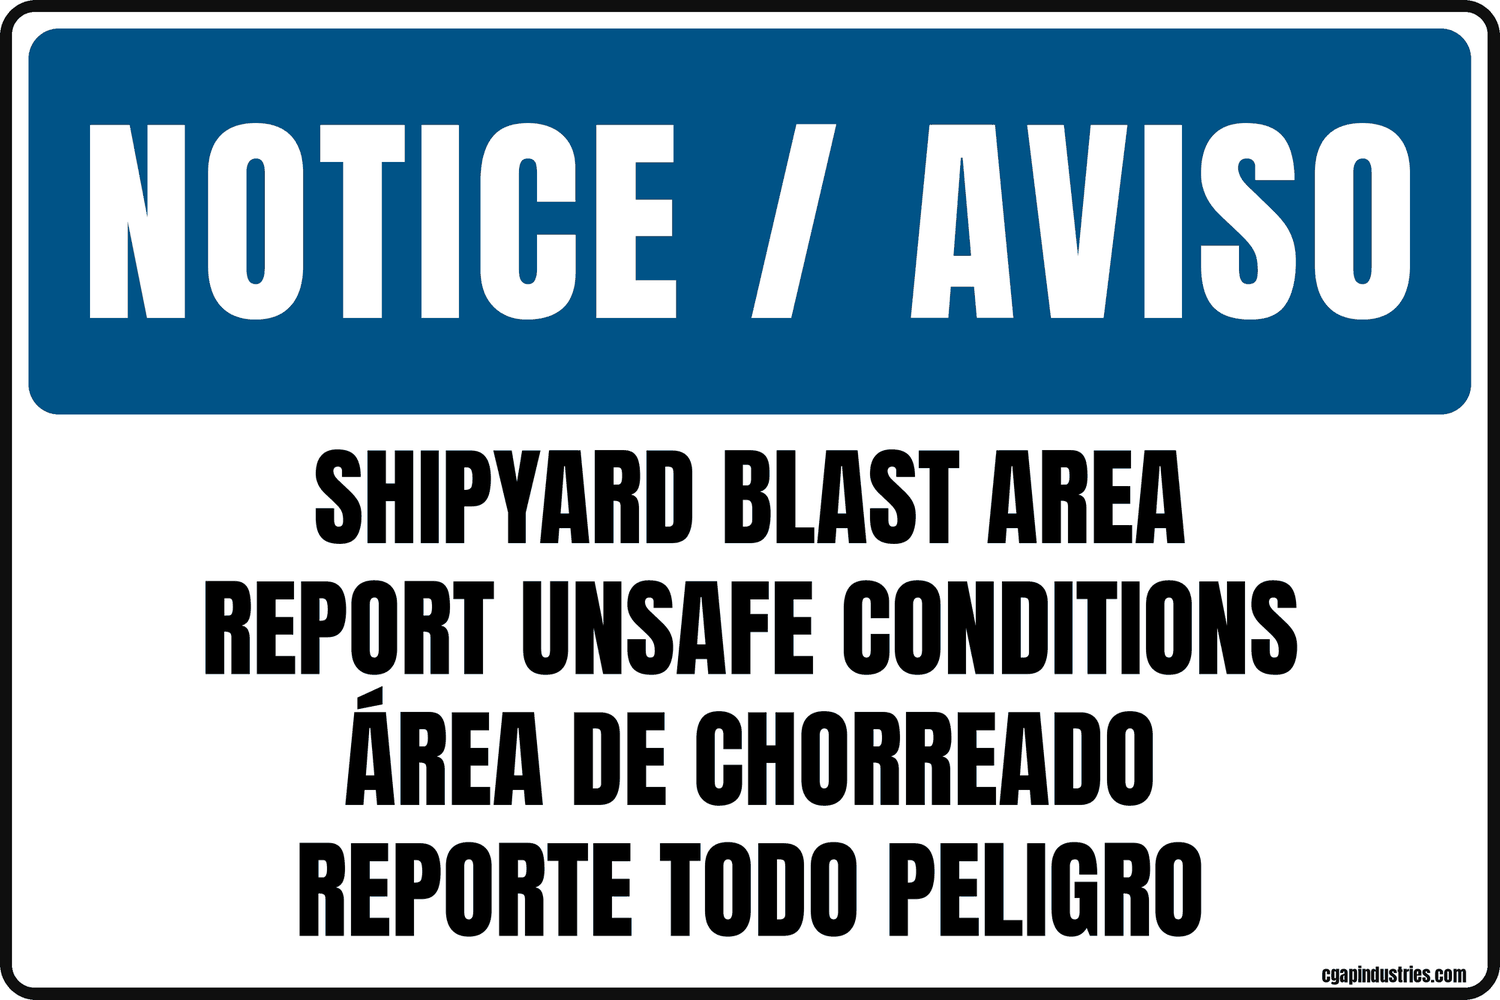 NOTICE / AVISO
SHIPYARD BLAST AREA
REPORT UNSAFE CONDITIONS
ÁREA DE CHORREADO
REPORTE TODO PELIGRO
cgapindustries.com